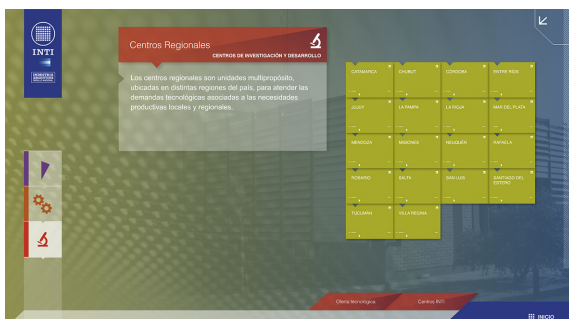 INTI
Centros Regionales
CENTROS DE INVESTIGACIÓN Y DESARROLLO
Los centros regionales son unidades multipropósito,
ubicadas en distintas regiones del país, para atender las
demandas tecnológicas asociadas a las necesidades
productivas locales y regionales.
CATAMARCA
CHUBUT
CÓRDOBA
ENTRE RÍOS
JUJUY
LA PAMPA
LA RIOJA
MAR DEL PLATA
MENDOZA
MISIONES
NEUQUÉN
RAFAELA
ROSARIO
SALTA
SAN LUIS
SANTIAGO DEL
ESTERO
TUCUMÁN
VILLA REGINA
Oferta tecnológica
Centros INTI
INICIO